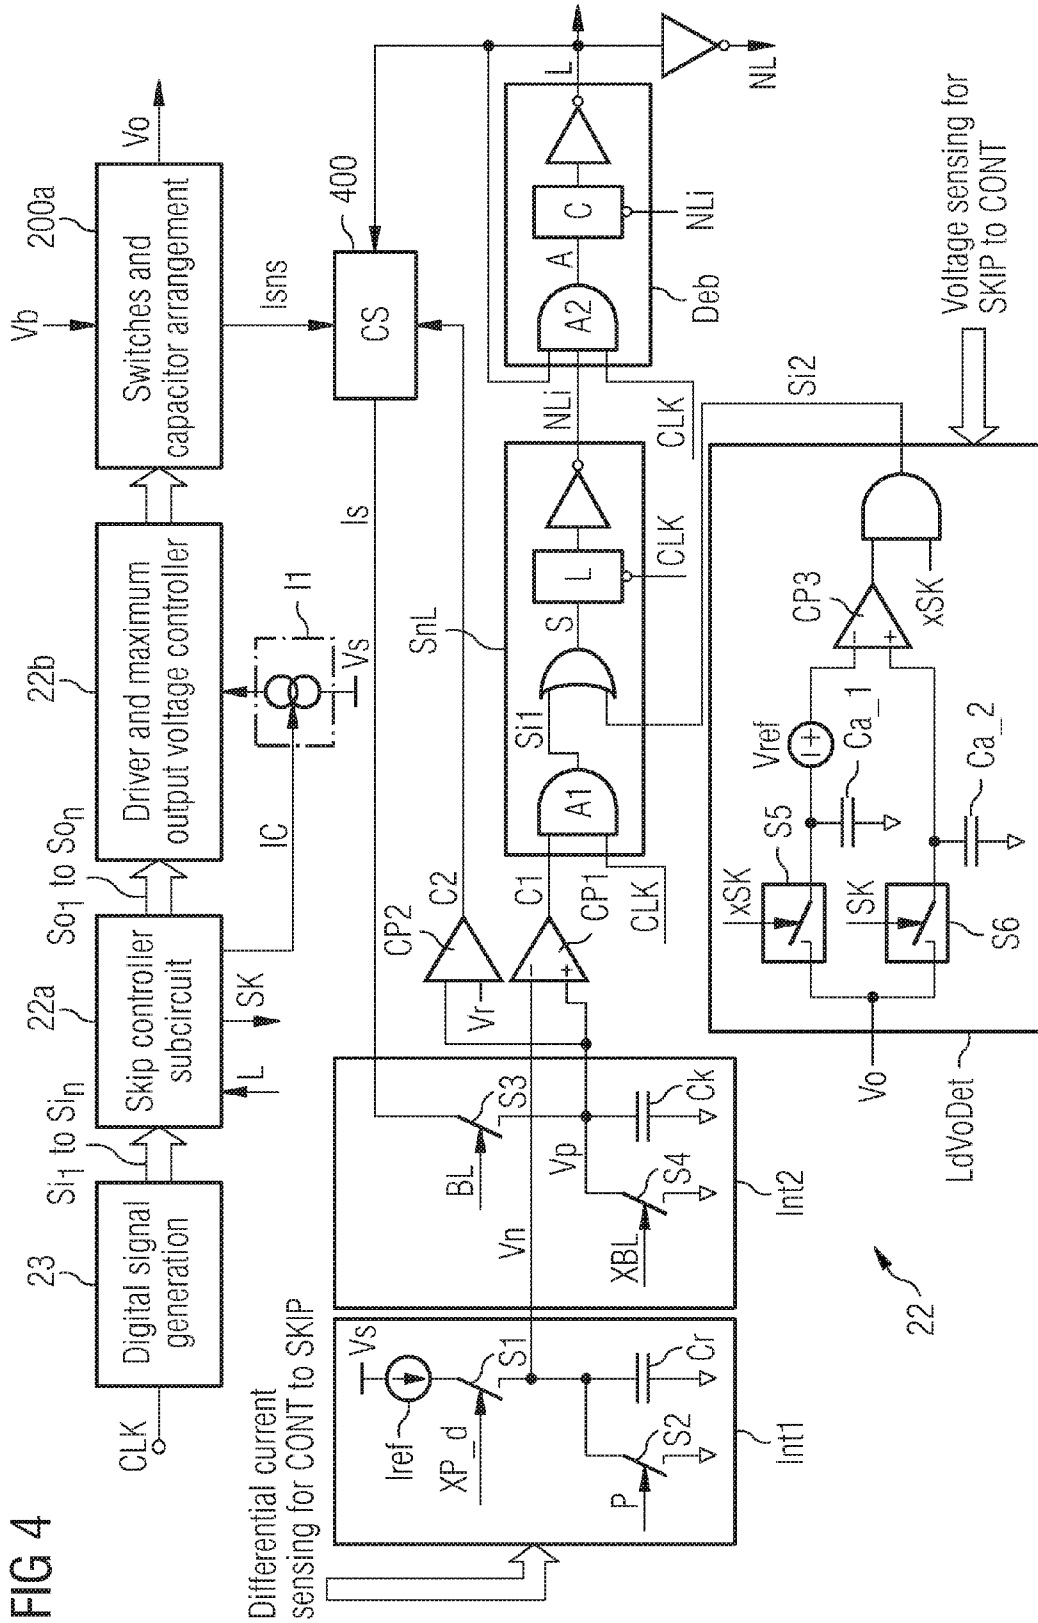 FIG 4
CLK
23
Digital signal
generation
Si1 to Sin
22a
Skip controller
subcircuit
L
SK
IC
So1 to Son
22b
Driver and maximum
output voltage controller
I1
Vs
Vb
200a
Switches and
capacitor arrangement
Vo
Isns
400
CS
Is
Differential current
sensing for CONT to SKIP
Vs
Iref
XP_d
S1
P
S2
Cr
Int1
Vn
BL
S3
Vp
XBL
S4
Ck
Int2
CP2
C2
Vr
C1
CP1
CLK
SnL
A1
Si1
S
L
CLK
NLi
CLK
A2
A
C
NLi
Deb
L
NL
Si2
Voltage sensing for
SKIP to CONT
Vo
LdVoDet
xSK
S5
SK
S6
Vref
Ca_1
Ca_2
CP3
xSK
22